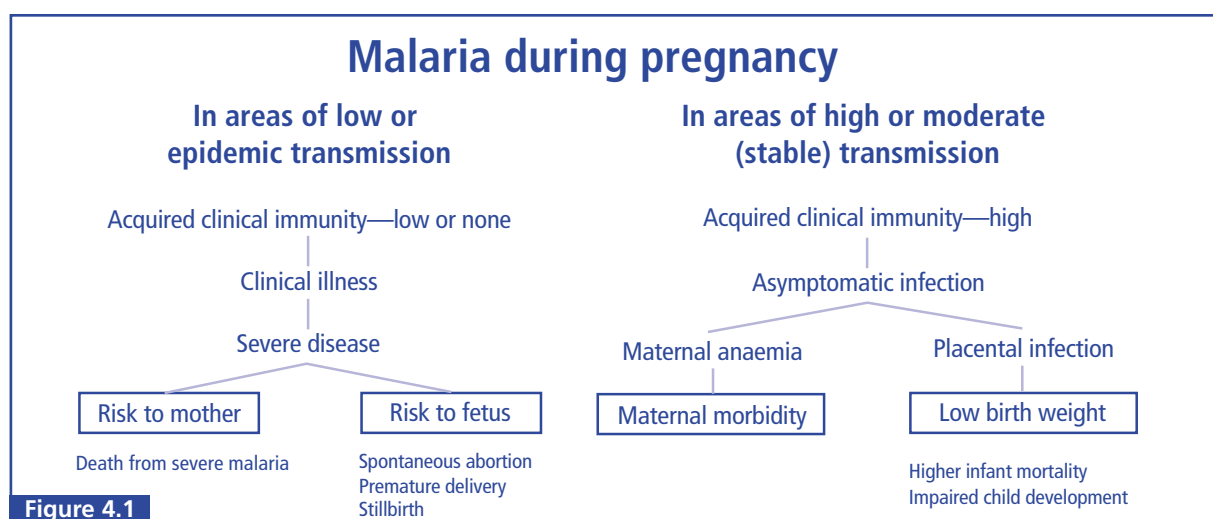 Malaria during pregnancy
In areas of low or
epidemic transmission
Acquired clinical immunity—low or none
Clinical illness
Severe disease
Risk to mother
Death from severe malaria
Risk to fetus
Spontaneous abortion
Premature delivery
Stillbirth
In areas of high or moderate
(stable) transmission
Acquired clinical immunity—high
Asymptomatic infection
Maternal anaemia
Maternal morbidity
Placental infection
Low birth weight
Higher infant mortality
Impaired child development
Figure 4.1